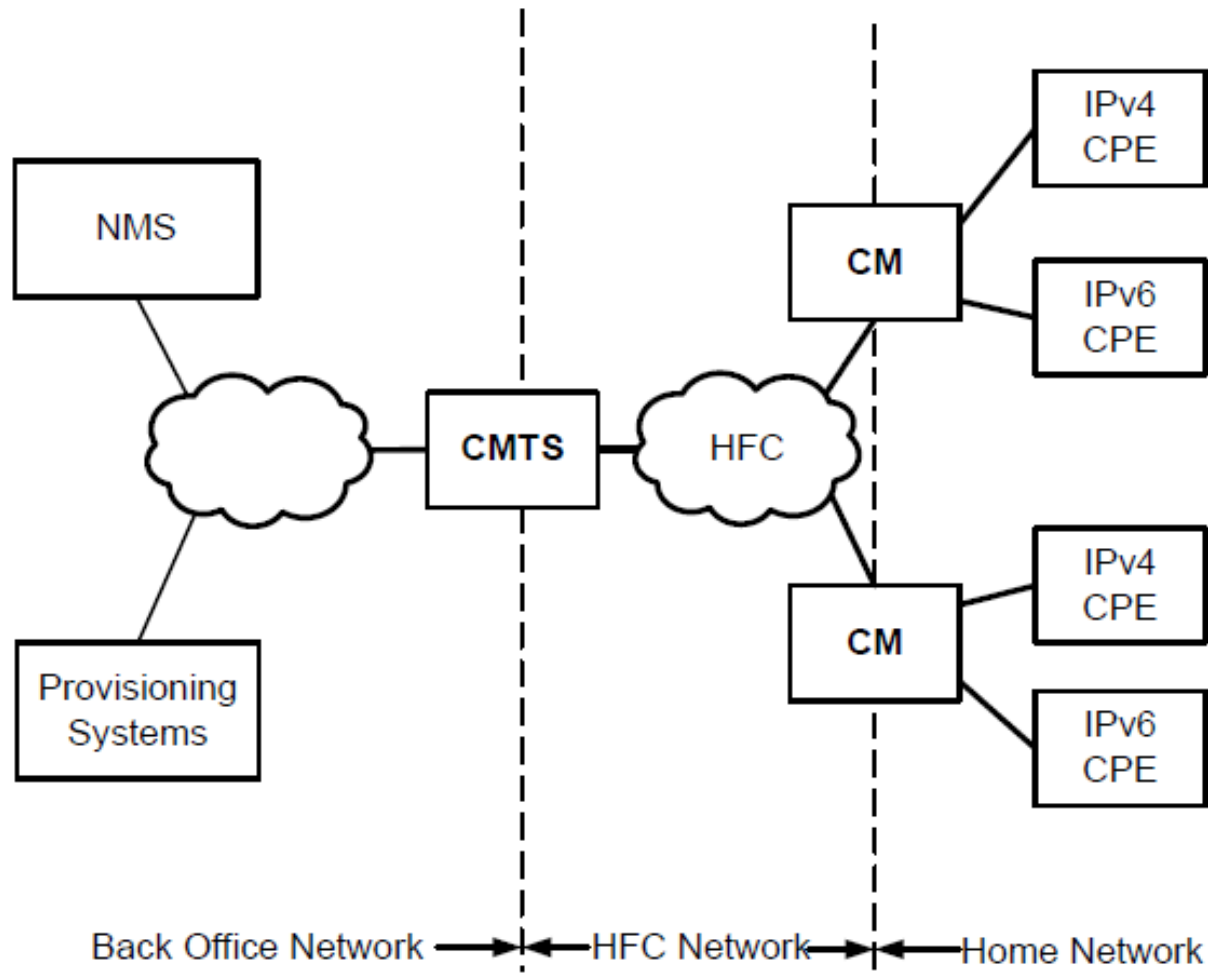 IPv4
CPE
NMS
CM
IPv6
CPE
CMTS
HFC
IPv4
CPE
CM
Provisioning
Systems
IPv6
CPE
Back Office Network
HFC Network
Home Network